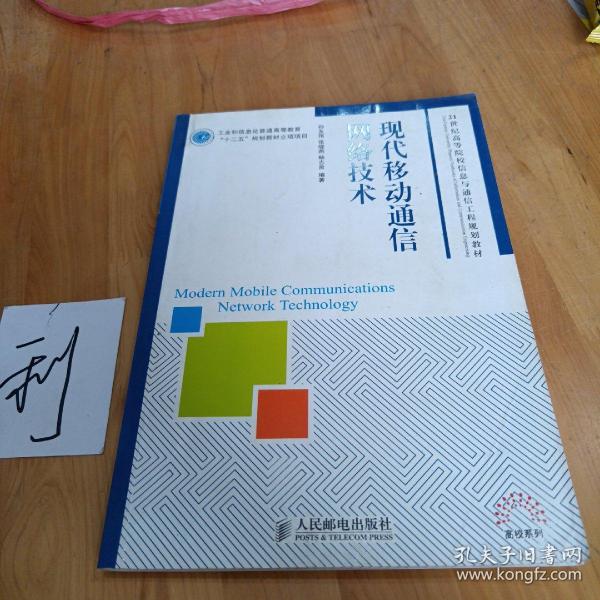 工业和信息化普通高等教育
“十二五”规划教材立项项目
21世纪高等院校信息与通信工程规划教材
现代移动通信
网络技术
编著
Modern Mobile Communications
Network Technology
人民邮电出版社
POSTS & TELECOM PRESS
高校系列
利
孔夫子旧书网
www.kongfz.com